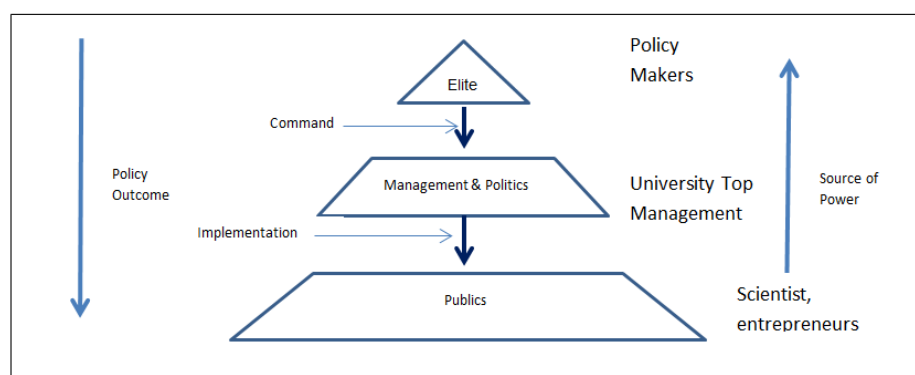 Policy
Makers
Elite
Command
Policy
Outcome
Management & Politics
University Top
Management
Source of
Power
Implementation
Publics
Scientist,
entrepreneurs